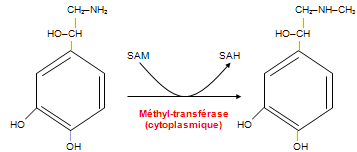 CH₂–NH₂
HO–CH
HO
OH
SAM
SAH
Méthyl-transférase
(cytoplasmique)
CH₂–NH–CH₃
HO–CH
HO
OH